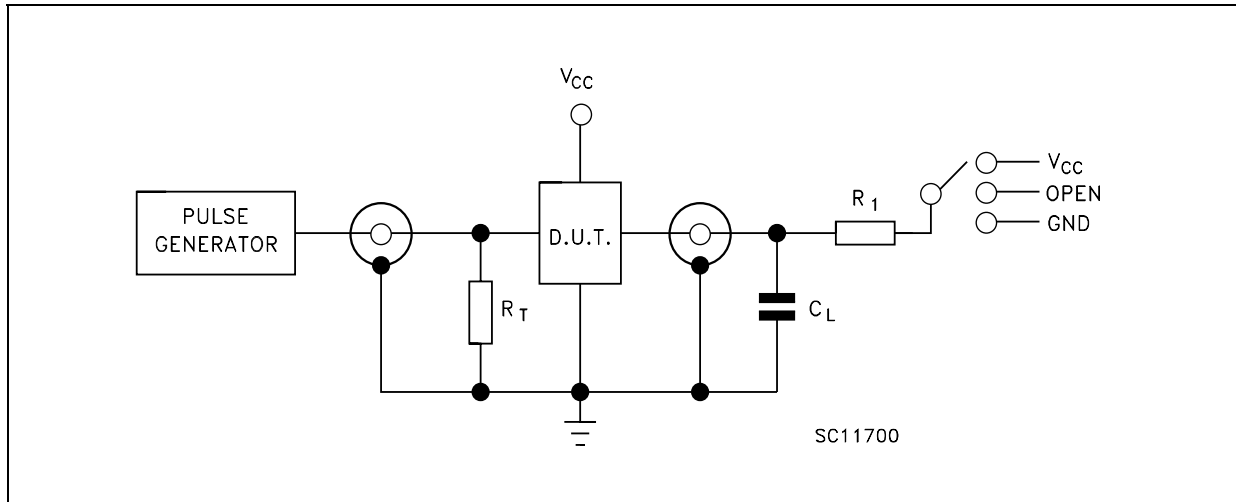 VCC
PULSE
GENERATOR
D.U.T.
RT
CL
R1
VCC
OPEN
GND
SC11700